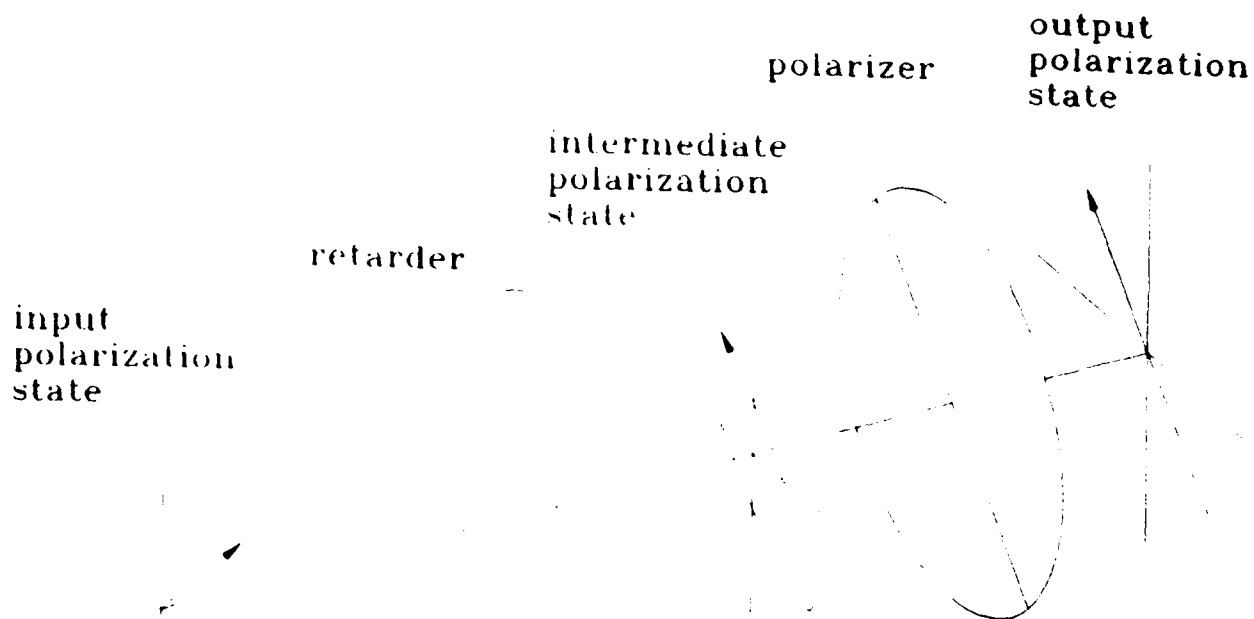 output
polarization
state
polarizer
intermediate
polarization
state
retarder
input
polarization
state